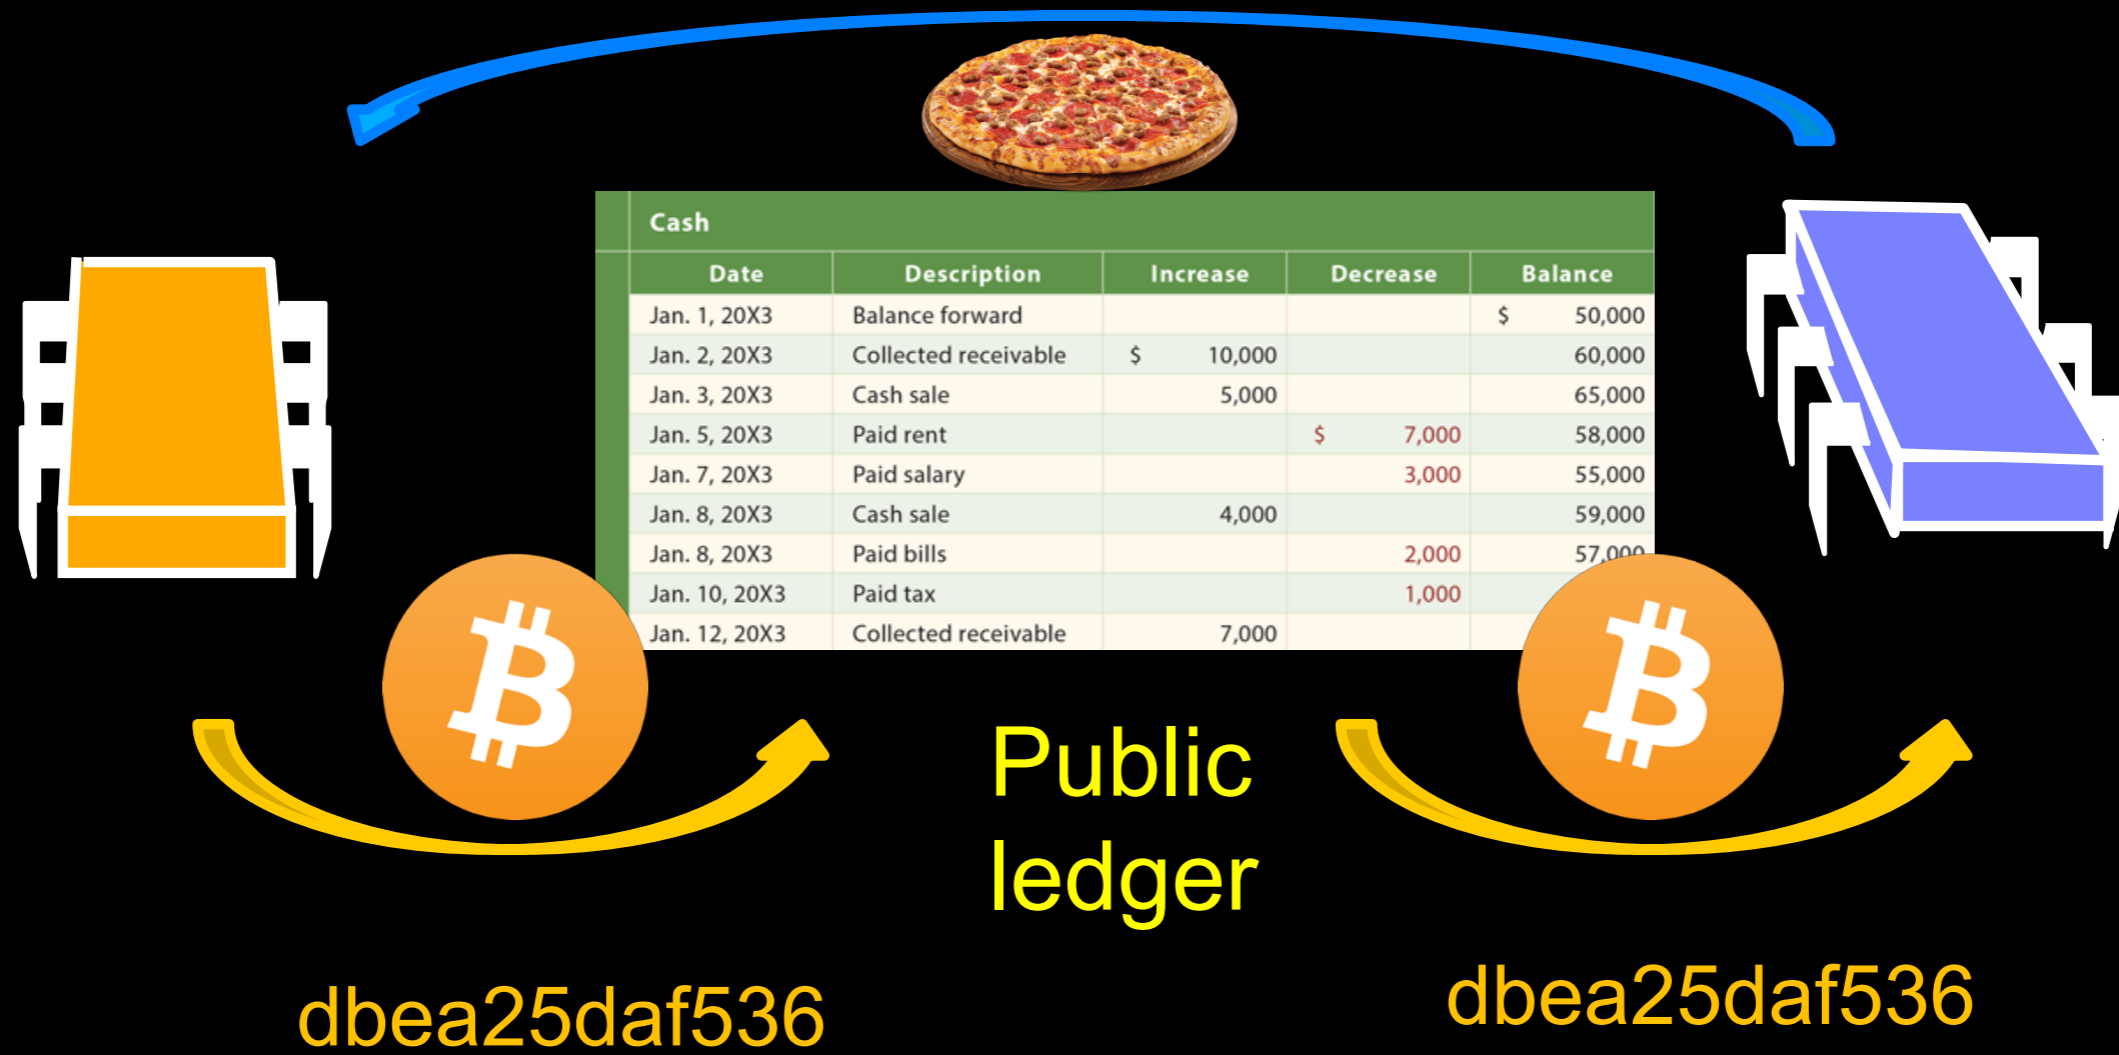 Cash
Date Description Increase Decrease Balance
Jan. 1, 20X3 Balance forward $ 50,000
Jan. 2, 20X3 Collected receivable $ 10,000 60,000
Jan. 3, 20X3 Cash sale 5,000 65,000
Jan. 5, 20X3 Paid rent $ 7,000 58,000
Jan. 7, 20X3 Paid salary 3,000 55,000
Jan. 8, 20X3 Cash sale 4,000 59,000
Jan. 8, 20X3 Paid bills 2,000 57,000
Jan. 10, 20X3 Paid tax 1,000
Jan. 12, 20X3 Collected receivable 7,000
Public
ledger
dbea25daf536
dbea25daf536